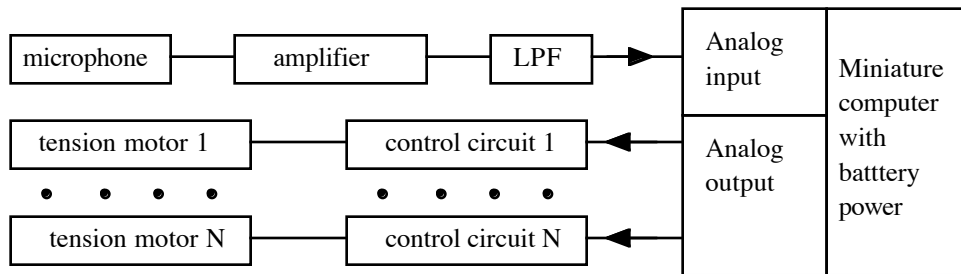 microphone
amplifier
LPF
Analog
input
Miniature
computer
with
batttery
power
tension motor 1
control circuit 1
Analog
output
tension motor N
control circuit N